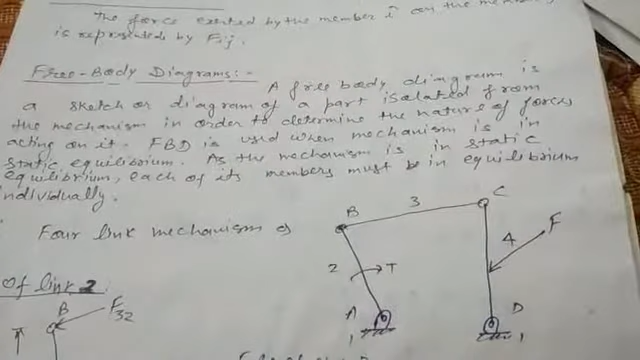 The force exerted by the member i on the member
is represented by Fij.
Free-Body Diagrams:-
A free body diagram is
a sketch or diagram of a part isolated from
the mechanism in order to determine the nature of forces
acting on it. FBD is used when mechanism is in
static equilibrium. As the mechanism is in static
equilibrium, each of its members must be in equilibrium
individually.
Four link mechanism of
B
3
C
F
4
2
T
A
D
1
1
Of link 2
B
F32